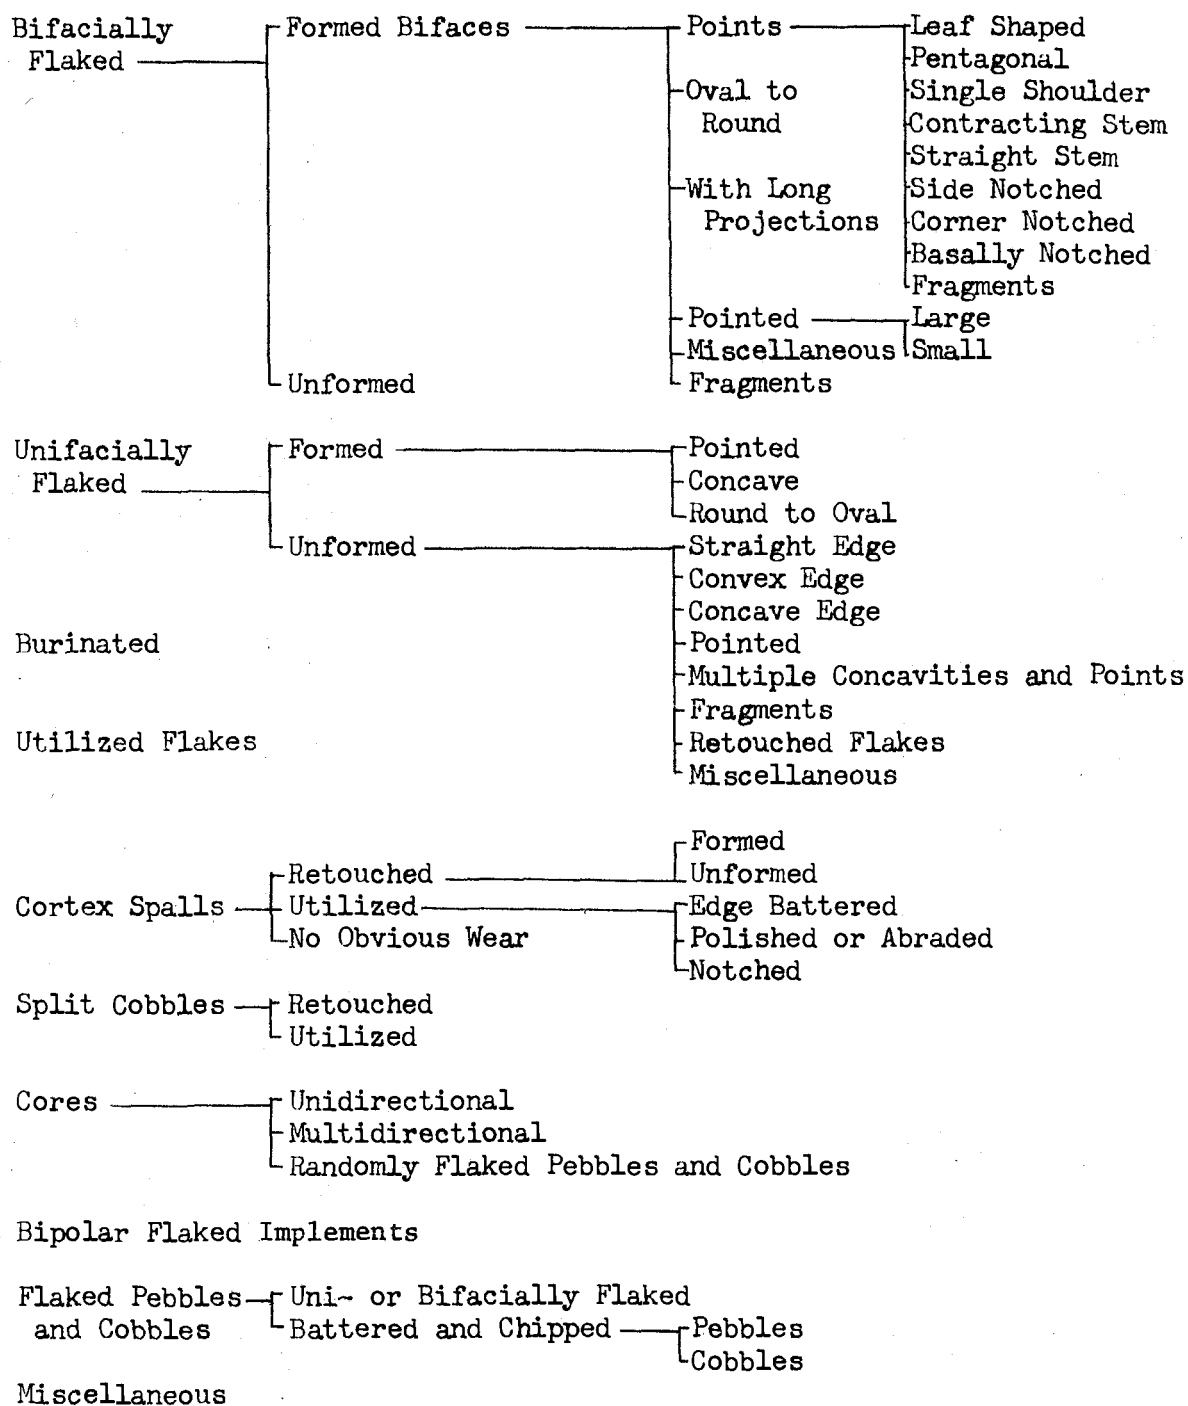 Bifacially Flaked
Formed Bifaces
Points
Leaf Shaped
Pentagonal
Single Shoulder
Contracting Stem
Straight Stem
Side Notched
Corner Notched
Basally Notched
Fragments
Oval to
Round
With Long
Projections
Pointed
Large
Small
Miscellaneous
Fragments
Unformed
Unifacially
Flaked
Formed
Pointed
Concave
Round to Oval
Unformed
Straight Edge
Convex Edge
Concave Edge
Pointed
Multiple Concavities and Points
Fragments
Retouched Flakes
Miscellaneous
Burinated
Utilized Flakes
Cortex Spalls
Retouched
Formed
Unformed
Utilized
Edge Battered
Polished or Abraded
Notched
No Obvious Wear
Split Cobbles
Retouched
Utilized
Cores
Unidirectional
Multidirectional
Randomly Flaked Pebbles and Cobbles
Bipolar Flaked Implements
Flaked Pebbles
and Cobbles
Uni- or Bifacially Flaked
Battered and Chipped
Pebbles
Cobbles
Miscellaneous